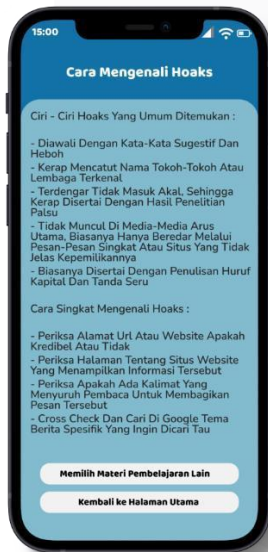 15:00
Cara Mengenali Hoaks
Ciri - Ciri Hoaks Yang Umum Ditemukan :
- Diawali Dengan Kata-Kata Sugestif Dan
Heboh
- Kerap Mencatut Nama Tokoh-Tokoh Atau
Lembaga Terkenal
- Terdengar Tidak Masuk Akal, Sehingga
Kerap Disertai Dengan Hasil Penelitian
Palsu
- Tidak Muncul Di Media-Media Arus
Utama, Biasanya Hanya Beredar Melalui
Pesan-Pesan Singkat Atau Situs Yang Tidak
Jelas Kepemilikannya
- Biasanya Disertai Dengan Penulisan Huruf
Kapital Dan Tanda Seru
Cara Singkat Mengenali Hoaks :
- Periksa Alamat Url Atau Website Apakah
Kredibel Atau Tidak
- Periksa Halaman Tentang Situs Website
Yang Menampilkan Informasi Tersebut
- Periksa Apakah Ada Kalimat Yang
Menyuruh Pembaca Untuk Membagikan
Pesan Tersebut
- Cross Check Dan Cari Di Google Tema
Berita Spesifik Yang Ingin Dicari Tau
Memilih Materi Pembelajaran Lain
Kembali ke Halaman Utama